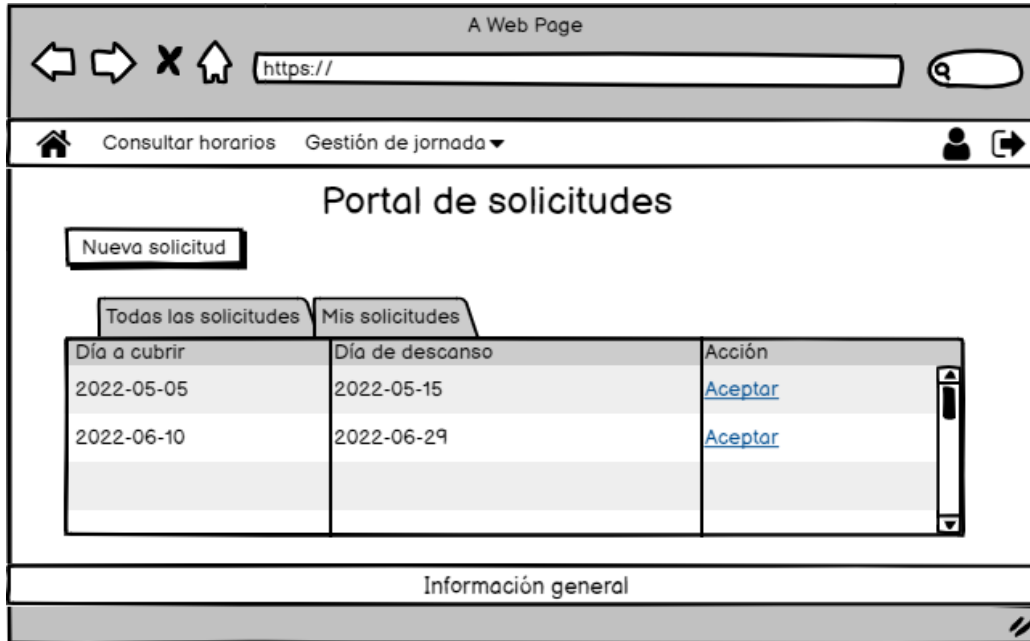 A Web Page
https://
Consultar horarios Gestión de jornada
Portal de solicitudes
Nueva solicitud
Todas las solicitudes Mis solicitudes
Día a cubrir Día de descanso Acción
2022-05-05 2022-05-15 Aceptar
2022-06-10 2022-06-29 Aceptar
Información general